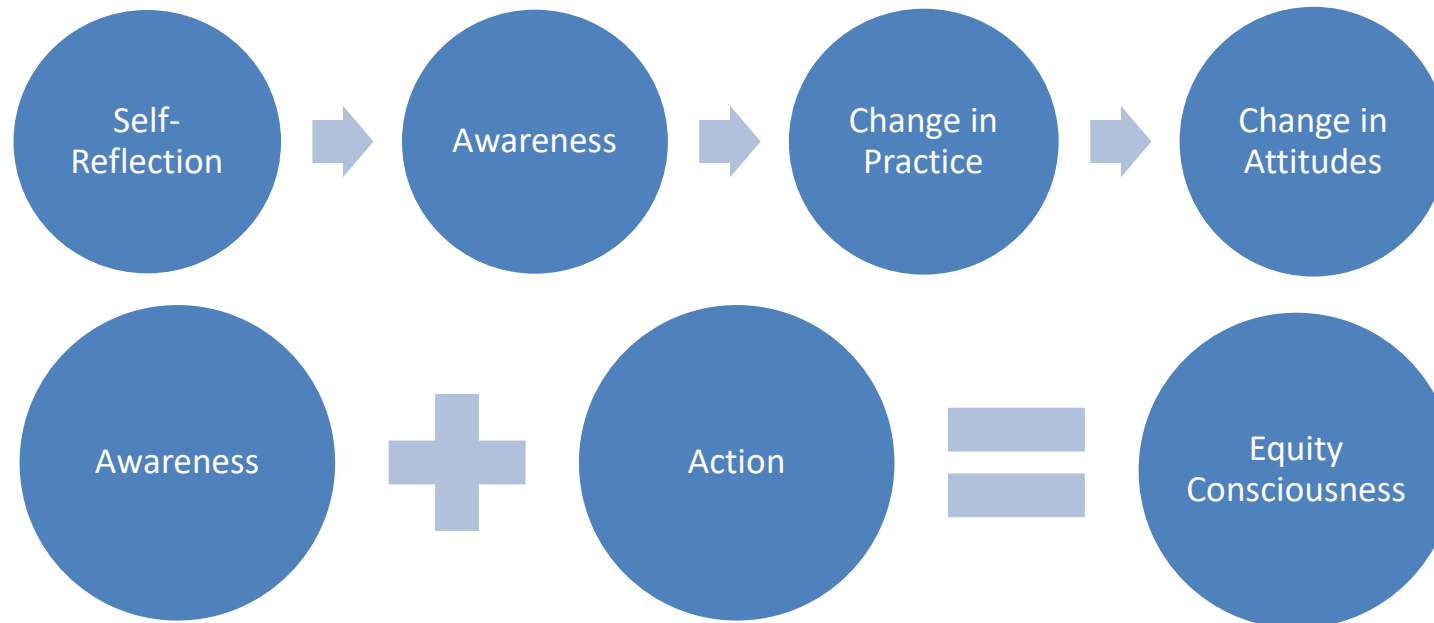 Self-
Reflection
Awareness
Change in
Practice
Change in
Attitudes
Awareness
Action
Equity
Consciousness